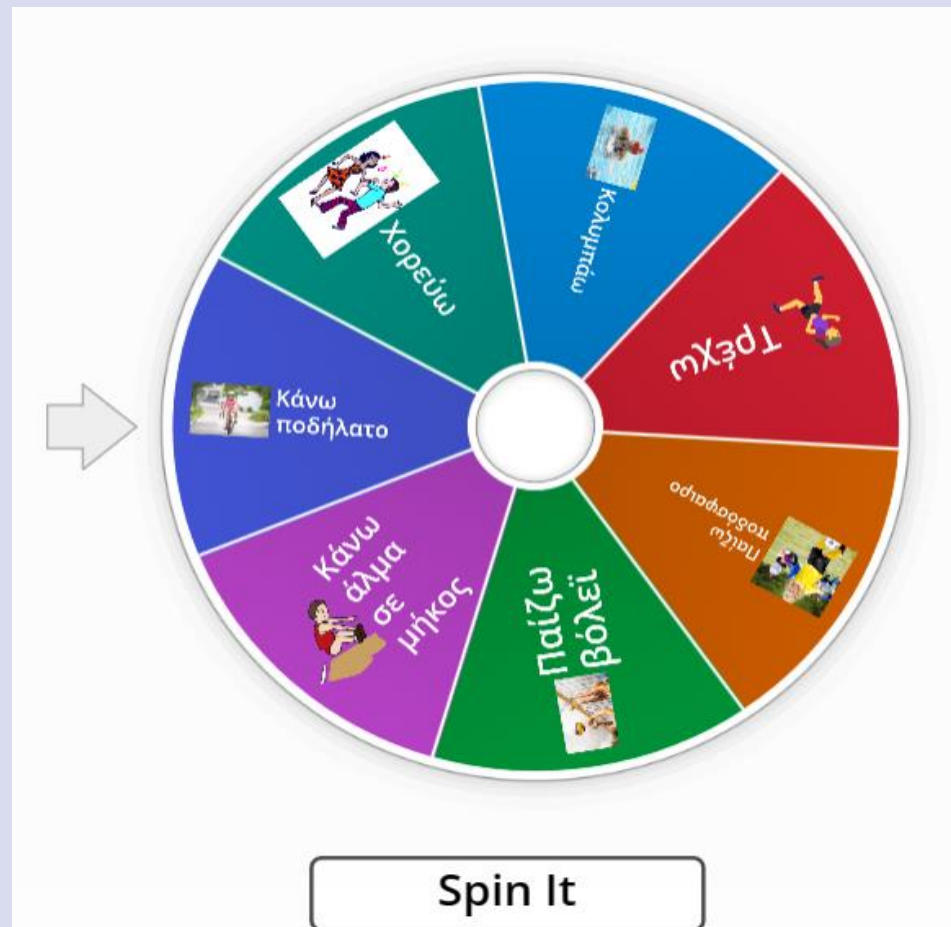 Κολυμπάω
Τρέχω
Παίζω
ποδόσφαιρο
Παίζω
βόλεϊ
Κάνω
άλμα
σε
μήκος
Κάνω
ποδήλατο
Χορεύω
Spin It